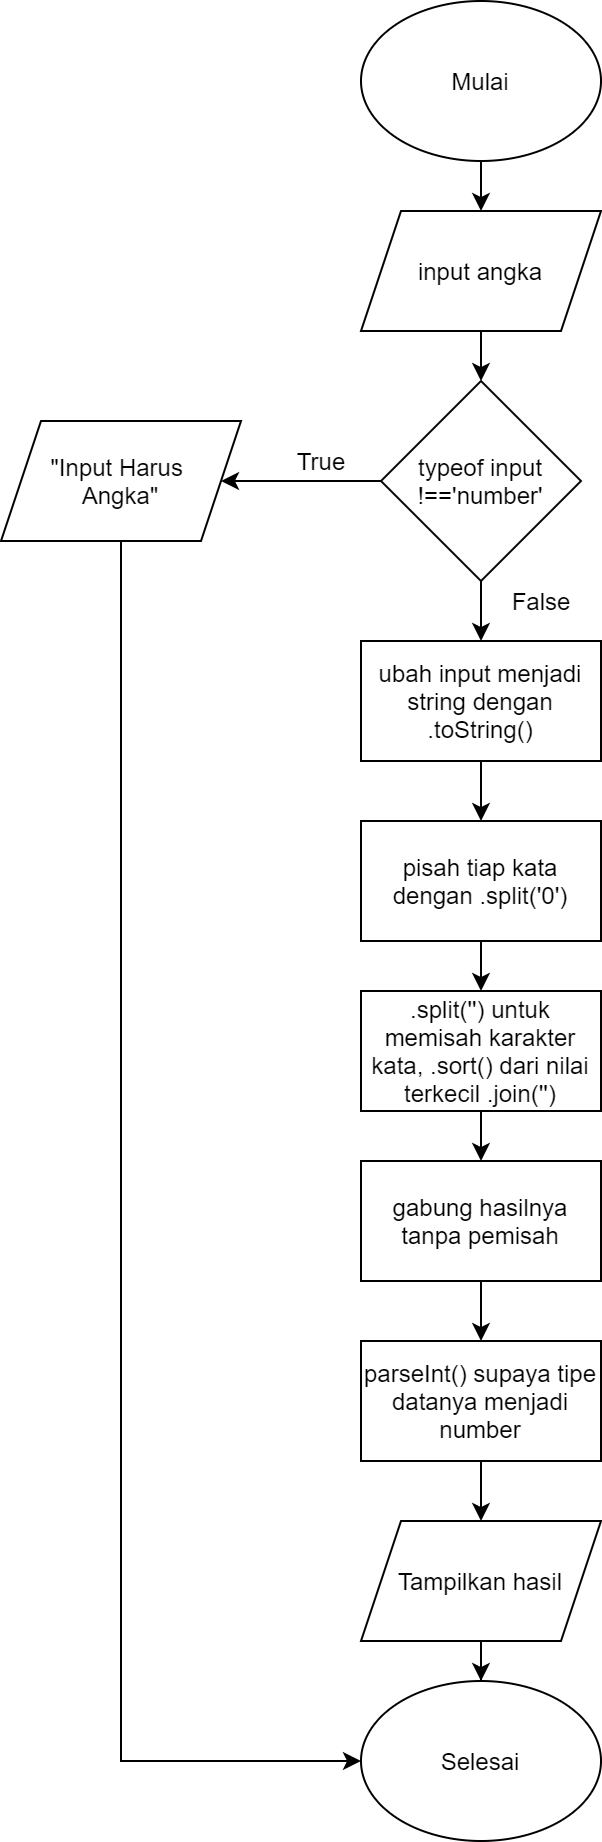 Mulai
input angka
typeof input
!=='number'
True
"Input Harus
Angka"
False
ubah input menjadi
string dengan
.toString()
pisah tiap kata
dengan .split('0')
.split('') untuk
memisah karakter
kata, .sort() dari nilai
terkecil .join('')
gabung hasilnya
tanpa pemisah
parseInt() supaya tipe
datanya menjadi
number
Tampilkan hasil
Selesai